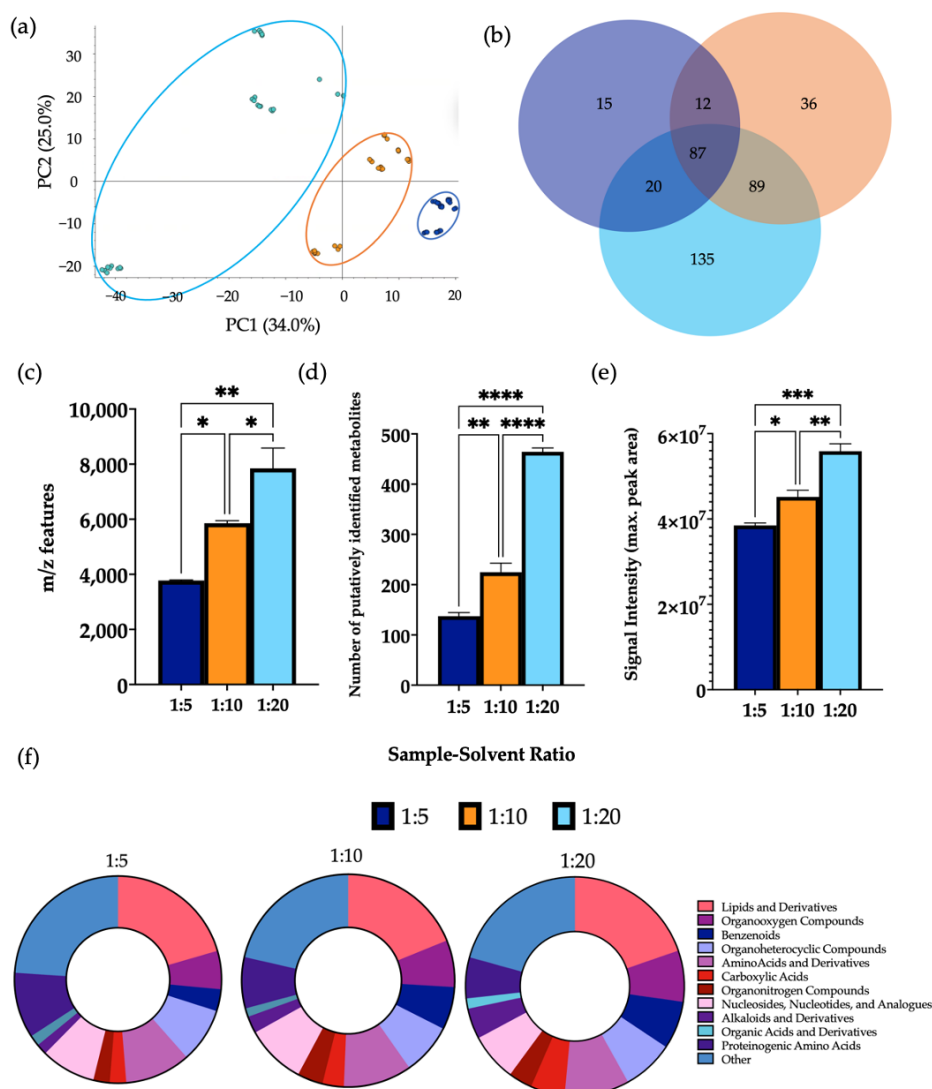 (a)
PC2 (25.0%)
30
20
10
0
−10
−20
−40
−30
−20
−10
0
10
20
PC1 (34.0%)
(b)
15
12
36
87
20
89
135
(c)
m/z features
10,000
8,000
6,000
4,000
2,000
0
**
*
*
1:5
1:10
1:20
(d)
Number of putatively identified metabolites
500
400
300
200
100
0
****
**
****
1:5
1:10
1:20
(e)
Signal Intensity (max. peak area)
6×10⁷
4×10⁷
2×10⁷
0
***
*
**
1:5
1:10
1:20
Sample-Solvent Ratio
1:5
1:10
1:20
(f)
1:5
1:10
1:20
Lipids and Derivatives
Organooxygen Compounds
Benzenoids
Organoheterocyclic Compounds
AminoAcids and Derivatives
Carboxylic Acids
Organonitrogen Compounds
Nucleosides, Nucleotides, and Analogues
Alkaloids and Derivatives
Organic Acids and Derivatives
Proteinogenic Amino Acids
Other